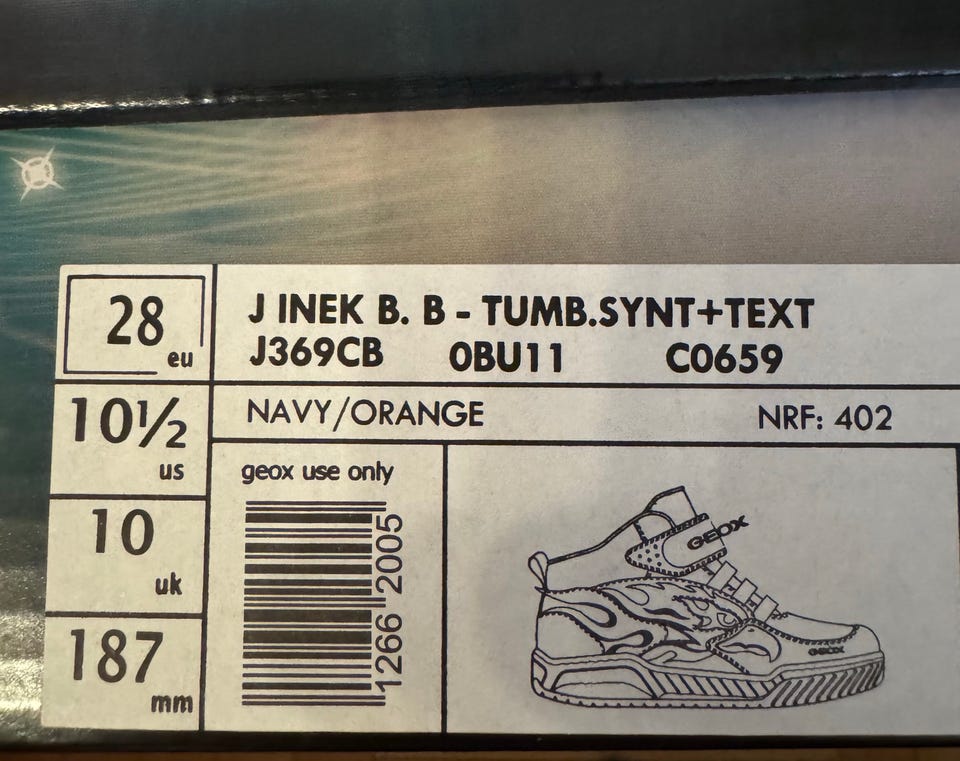 28 eu
10½ us
10 uk
187 mm
J INEK B. B - TUMB.SYNT+TEXT
J369CB 0BU11 C0659
NAVY/ORANGE NRF: 402
geox use only
1266 2005
GEOX
GEOX